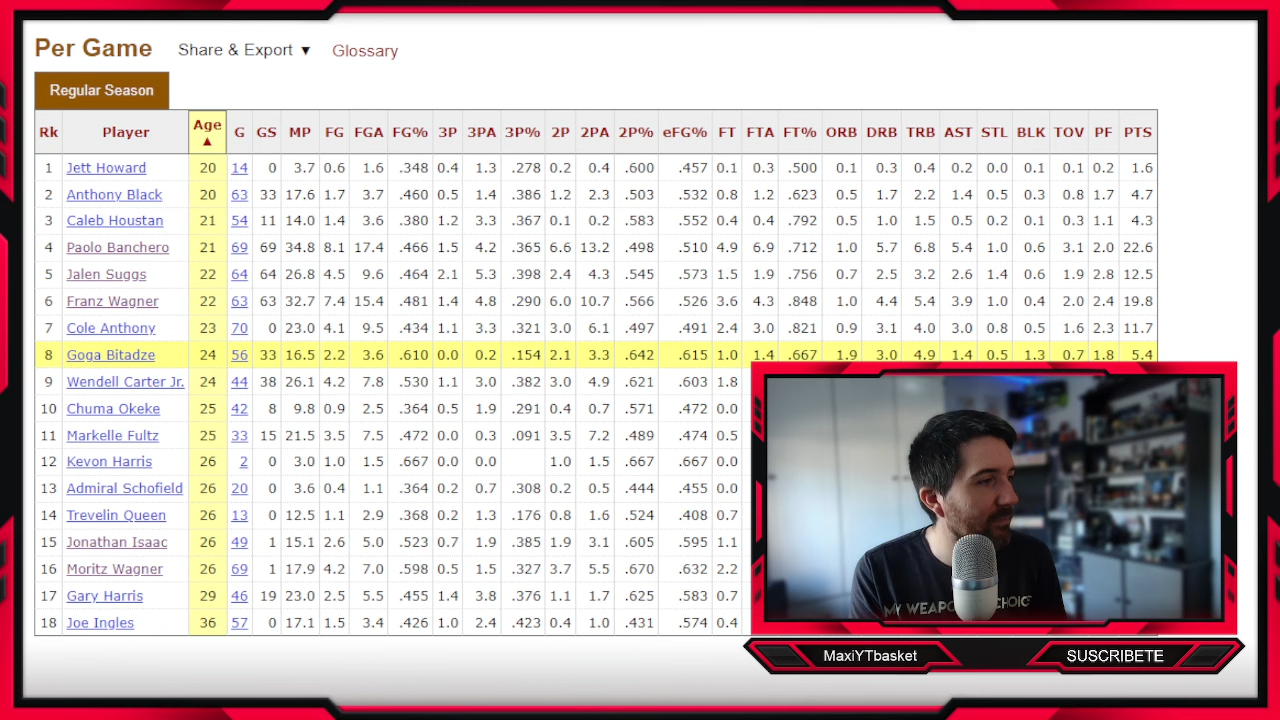 Per Game Share & Export ▼ Glossary
Regular Season
Rk Player Age ▲ G GS MP FG FGA FG% 3P 3PA 3P% 2P 2PA 2P% eFG% FT FTA FT% ORB DRB TRB AST STL BLK TOV PF PTS
1 Jett Howard 20 14 0 3.7 0.6 1.6 .348 0.4 1.3 .278 0.2 0.4 .600 .457 0.1 0.3 .500 0.1 0.3 0.4 0.2 0.0 0.1 0.1 0.2 1.6
2 Anthony Black 20 63 33 17.6 1.7 3.7 .460 0.5 1.4 .386 1.2 2.3 .503 .532 0.8 1.2 .623 0.5 1.7 2.2 1.4 0.5 0.3 0.8 1.7 4.7
3 Caleb Houstan 21 54 11 14.0 1.4 3.6 .380 1.2 3.3 .367 0.1 0.2 .583 .552 0.4 0.4 .792 0.5 1.0 1.5 0.5 0.2 0.1 0.3 1.1 4.3
4 Paolo Banchero 21 69 69 34.8 8.1 17.4 .466 1.5 4.2 .365 6.6 13.2 .498 .510 4.9 6.9 .712 1.0 5.7 6.8 5.4 1.0 0.6 3.1 2.0 22.6
5 Jalen Suggs 22 64 64 26.8 4.5 9.6 .464 2.1 5.3 .398 2.4 4.3 .545 .573 1.5 1.9 .756 0.7 2.5 3.2 2.6 1.4 0.6 1.9 2.8 12.5
6 Franz Wagner 22 63 63 32.7 7.4 15.4 .481 1.4 4.8 .290 6.0 10.7 .566 .526 3.6 4.3 .848 1.0 4.4 5.4 3.9 1.0 0.4 2.0 2.4 19.8
7 Cole Anthony 23 70 0 23.0 4.1 9.5 .434 1.1 3.3 .321 3.0 6.1 .497 .491 2.4 3.0 .821 0.9 3.1 4.0 3.0 0.8 0.5 1.6 2.3 11.7
8 Goga Bitadze 24 56 33 16.5 2.2 3.6 .610 0.0 0.2 .154 2.1 3.3 .642 .615 1.0 1.4 .667 1.9 3.0 4.9 1.4 0.5 1.3 0.7 1.8 5.4
9 Wendell Carter Jr. 24 44 38 26.1 4.2 7.8 .530 1.1 3.0 .382 3.0 4.9 .621 .603 1.8
10 Chuma Okeke 25 42 8 9.8 0.9 2.5 .364 0.5 1.9 .291 0.4 0.7 .571 .472 0.0
11 Markelle Fultz 25 33 15 21.5 3.5 7.5 .472 0.0 0.3 .091 3.5 7.2 .489 .474 0.5
12 Kevon Harris 26 2 0 3.0 1.0 1.5 .667 0.0 0.0 1.0 1.5 .667 .667 0.0
13 Admiral Schofield 26 20 0 3.6 0.4 1.1 .364 0.2 0.7 .308 0.2 0.5 .444 .455 0.0
14 Trevelin Queen 26 13 0 12.5 1.1 2.9 .368 0.2 1.3 .176 0.8 1.6 .524 .408 0.7
15 Jonathan Isaac 26 49 1 15.1 2.6 5.0 .523 0.7 1.9 .385 1.9 3.1 .605 .595 1.1
16 Moritz Wagner 26 69 1 17.9 4.2 7.0 .598 0.5 1.5 .327 3.7 5.5 .670 .632 2.2
17 Gary Harris 29 46 19 23.0 2.5 5.5 .455 1.4 3.8 .376 1.1 1.7 .625 .583 0.7
18 Joe Ingles 36 57 0 17.1 1.5 3.4 .426 1.0 2.4 .423 0.4 1.0 .431 .574 0.4
MY WEAPON CHOICE
MaxiYTbasket SUSCRIBETE